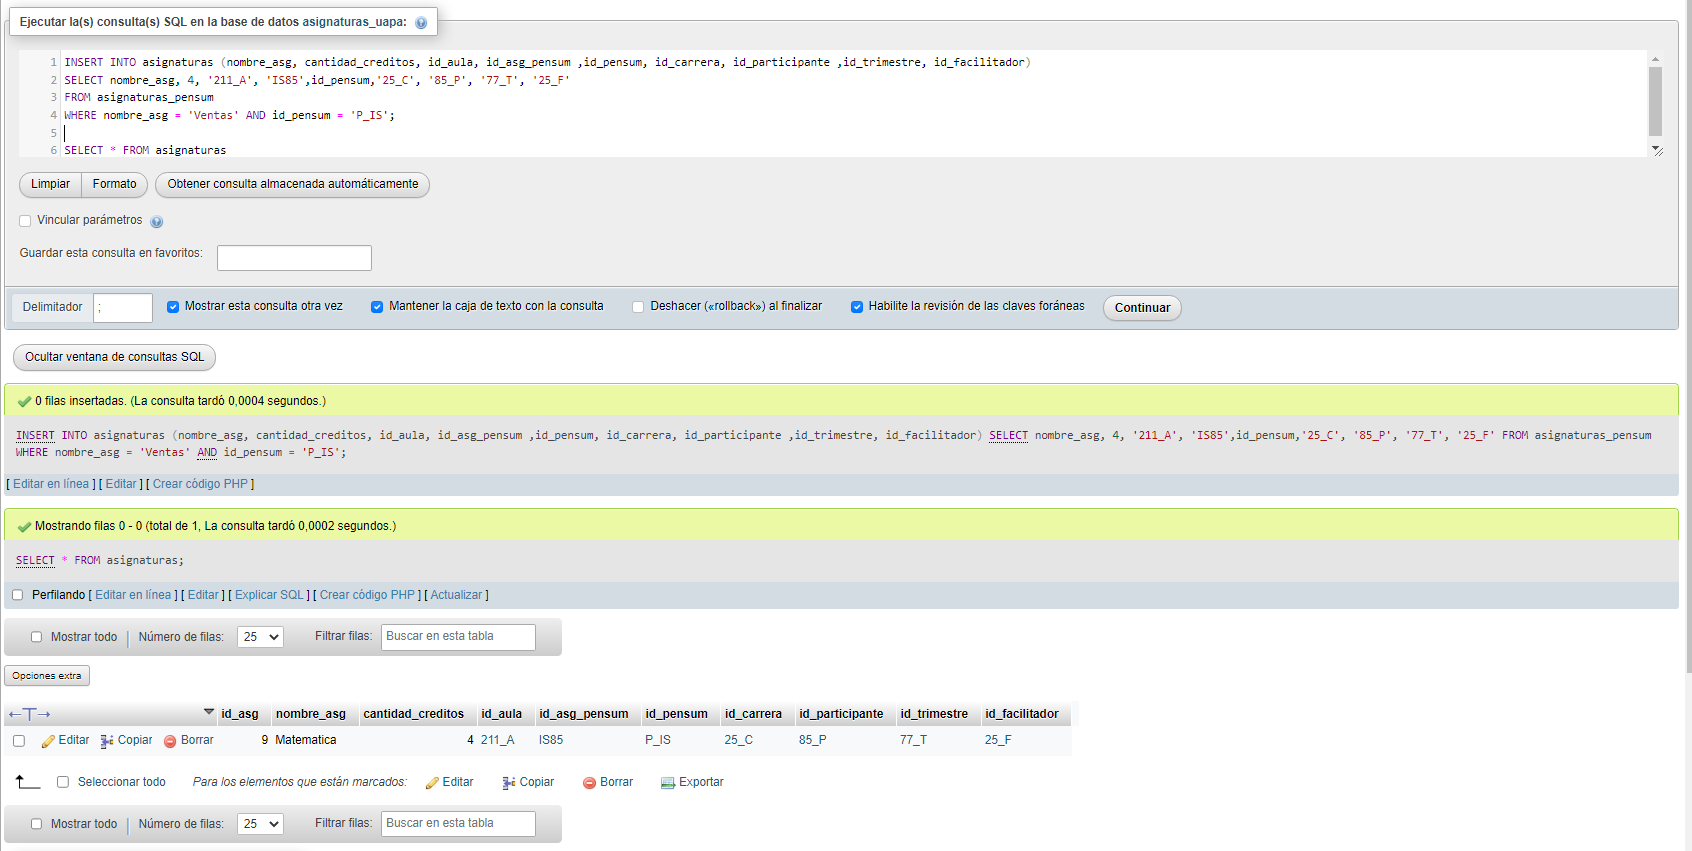 Ejecutar la(s) consulta(s) SQL en la base de datos asignaturas_uapa:
1 INSERT INTO asignaturas (nombre_asg, cantidad_creditos, id_aula, id_asg_pensum ,id_pensum, id_carrera, id_participante ,id_trimestre, id_facilitador)
2 SELECT nombre_asg, 4, '211_A', 'IS85',id_pensum,'25_C', '85_P', '77_T', '25_F'
3 FROM asignaturas_pensum
4 WHERE nombre_asg = 'Ventas' AND id_pensum = 'P_IS';
5
6 SELECT * FROM asignaturas
Limpiar Formato Obtener consulta almacenada automáticamente
Vincular parámetros
Guardar esta consulta en favoritos:
Delimitador ; Mostrar esta consulta otra vez Mantener la caja de texto con la consulta Deshacer («rollback») al finalizar Habilite la revisión de las claves foráneas Continuar
Ocultar ventana de consultas SQL
0 filas insertadas. (La consulta tardó 0,0004 segundos.)
INSERT INTO asignaturas (nombre_asg, cantidad_creditos, id_aula, id_asg_pensum ,id_pensum, id_carrera, id_participante ,id_trimestre, id_facilitador) SELECT nombre_asg, 4, '211_A', 'IS85',id_pensum,'25_C', '85_P', '77_T', '25_F' FROM asignaturas_pensum
WHERE nombre_asg = 'Ventas' AND id_pensum = 'P_IS';
[ Editar en línea ] [ Editar ] [ Crear código PHP ]
Mostrando filas 0 - 0 (total de 1, La consulta tardó 0,0002 segundos.)
SELECT * FROM asignaturas;
Perfilando [ Editar en línea ] [ Editar ] [ Explicar SQL ] [ Crear código PHP ] [ Actualizar ]
Mostrar todo | Número de filas: 25 Filtrar filas: Buscar en esta tabla
Opciones extra
←T→ id_asg nombre_asg cantidad_creditos id_aula id_asg_pensum id_pensum id_carrera id_participante id_trimestre id_facilitador
Editar Copiar Borrar 9 Matematica 4 211_A IS85 P_IS 25_C 85_P 77_T 25_F
Seleccionar todo Para los elementos que están marcados: Editar Copiar Borrar Exportar
Mostrar todo | Número de filas: 25 Filtrar filas: Buscar en esta tabla